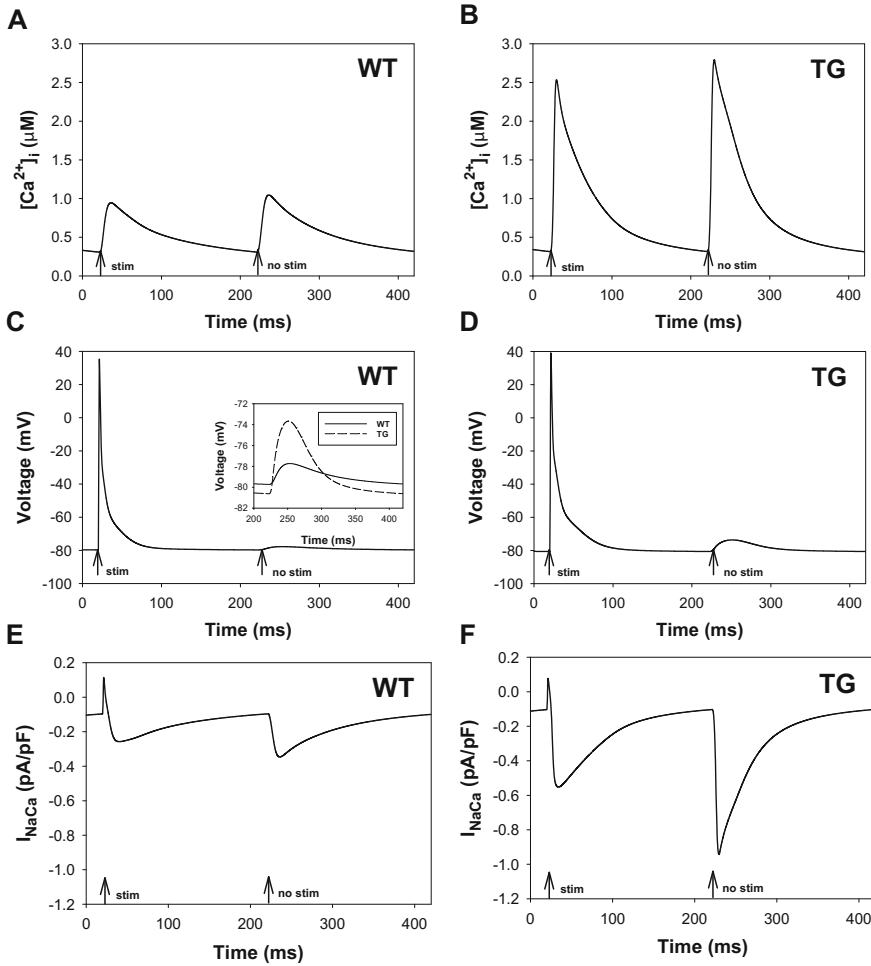 A
WT
3.0
2.5
2.0
1.5
1.0
0.5
0.0
[Ca²⁺]ᵢ (μM)
stim
no stim
0 100 200 300 400
Time (ms)
B
TG
3.0
2.5
2.0
1.5
1.0
0.5
0.0
[Ca²⁺]ᵢ (μM)
stim
no stim
0 100 200 300 400
Time (ms)
C
WT
40
20
0
-20
-40
-60
-80
-100
Voltage (mV)
-72
-74
-76
-78
-80
-82
Voltage (mV)
WT
TG
200 250 300 350 400
Time (ms)
stim
no stim
0 100 200 300 400
Time (ms)
D
TG
40
20
0
-20
-40
-60
-80
-100
Voltage (mV)
stim
no stim
0 100 200 300 400
Time (ms)
E
WT
0.2
0.0
-0.2
-0.4
-0.6
-0.8
-1.0
-1.2
I_NaCa (pA/pF)
stim
no stim
0 100 200 300 400
Time (ms)
F
TG
0.2
0.0
-0.2
-0.4
-0.6
-0.8
-1.0
-1.2
I_NaCa (pA/pF)
stim
no stim
0 100 200 300 400
Time (ms)